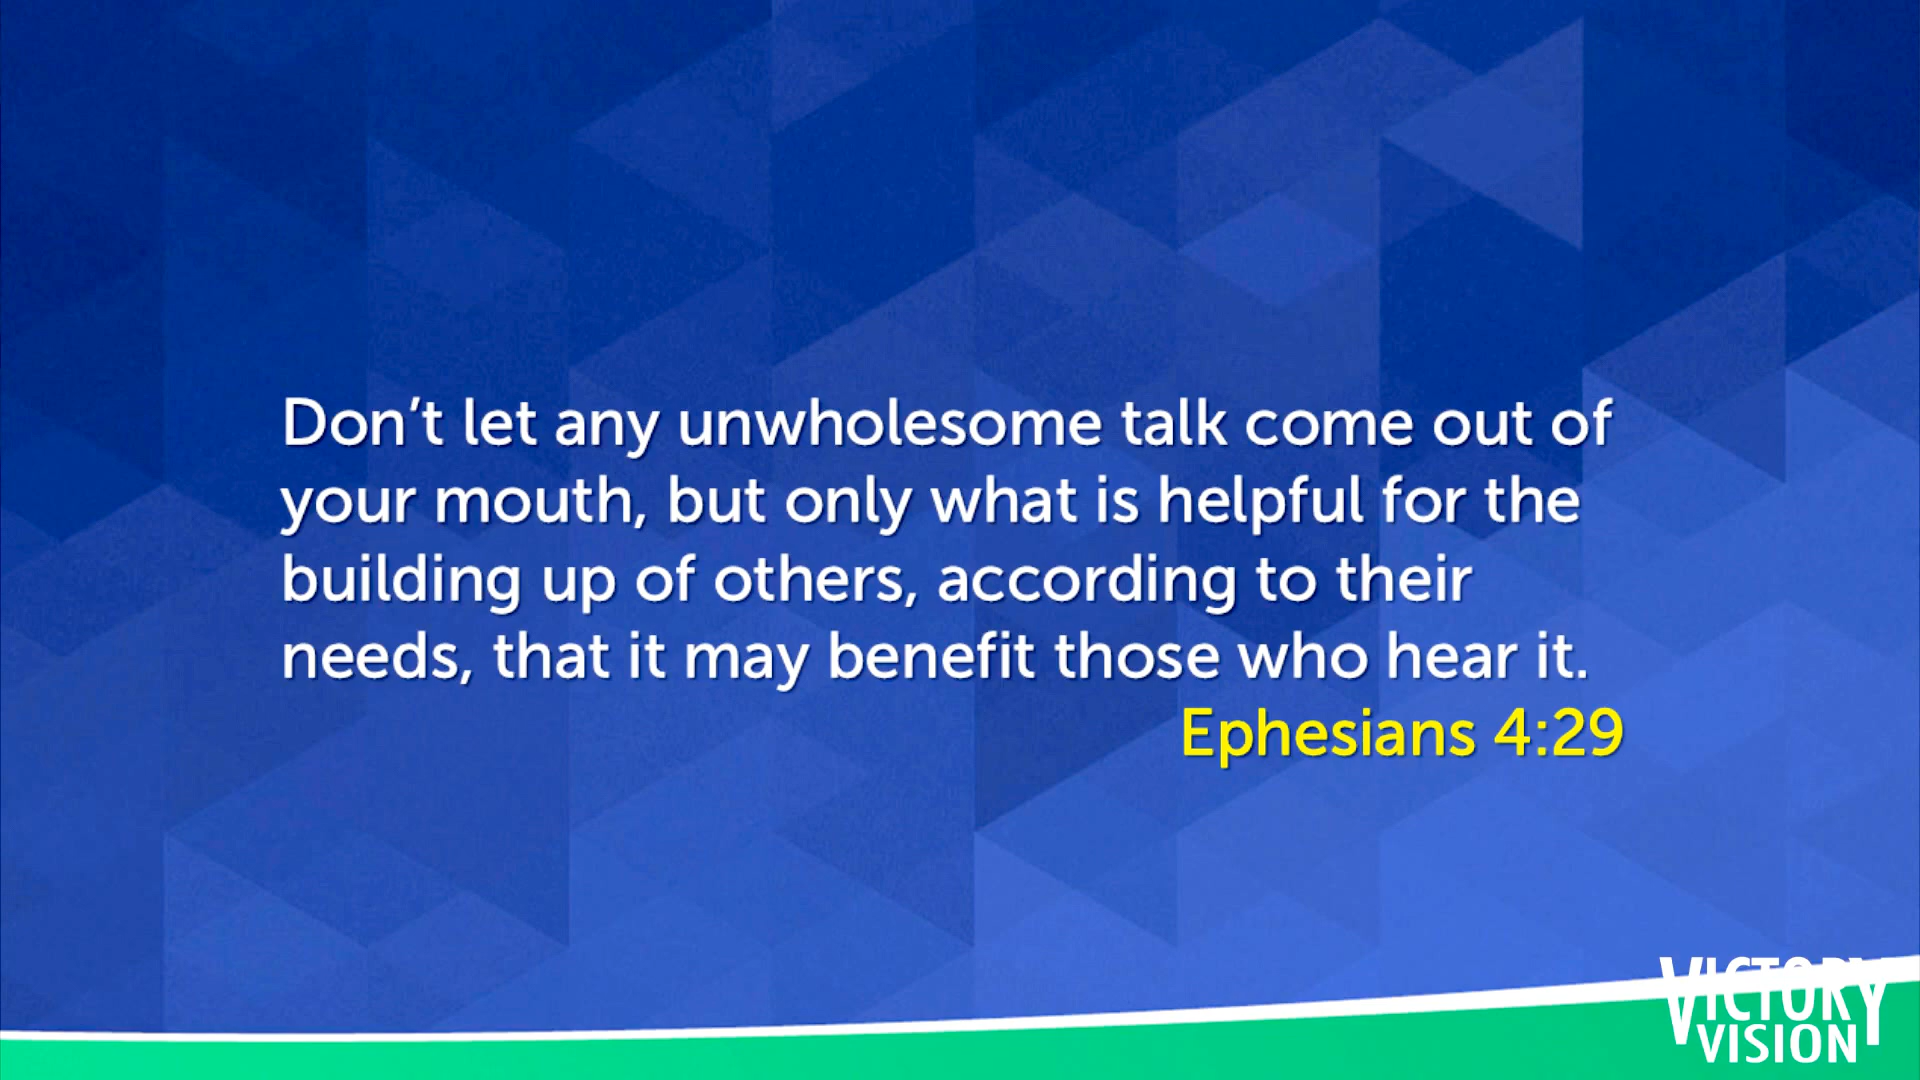 Don’t let any unwholesome talk come out of
your mouth, but only what is helpful for the
building up of others, according to their
needs, that it may benefit those who hear it.
Ephesians 4:29
VICTORY
VISION